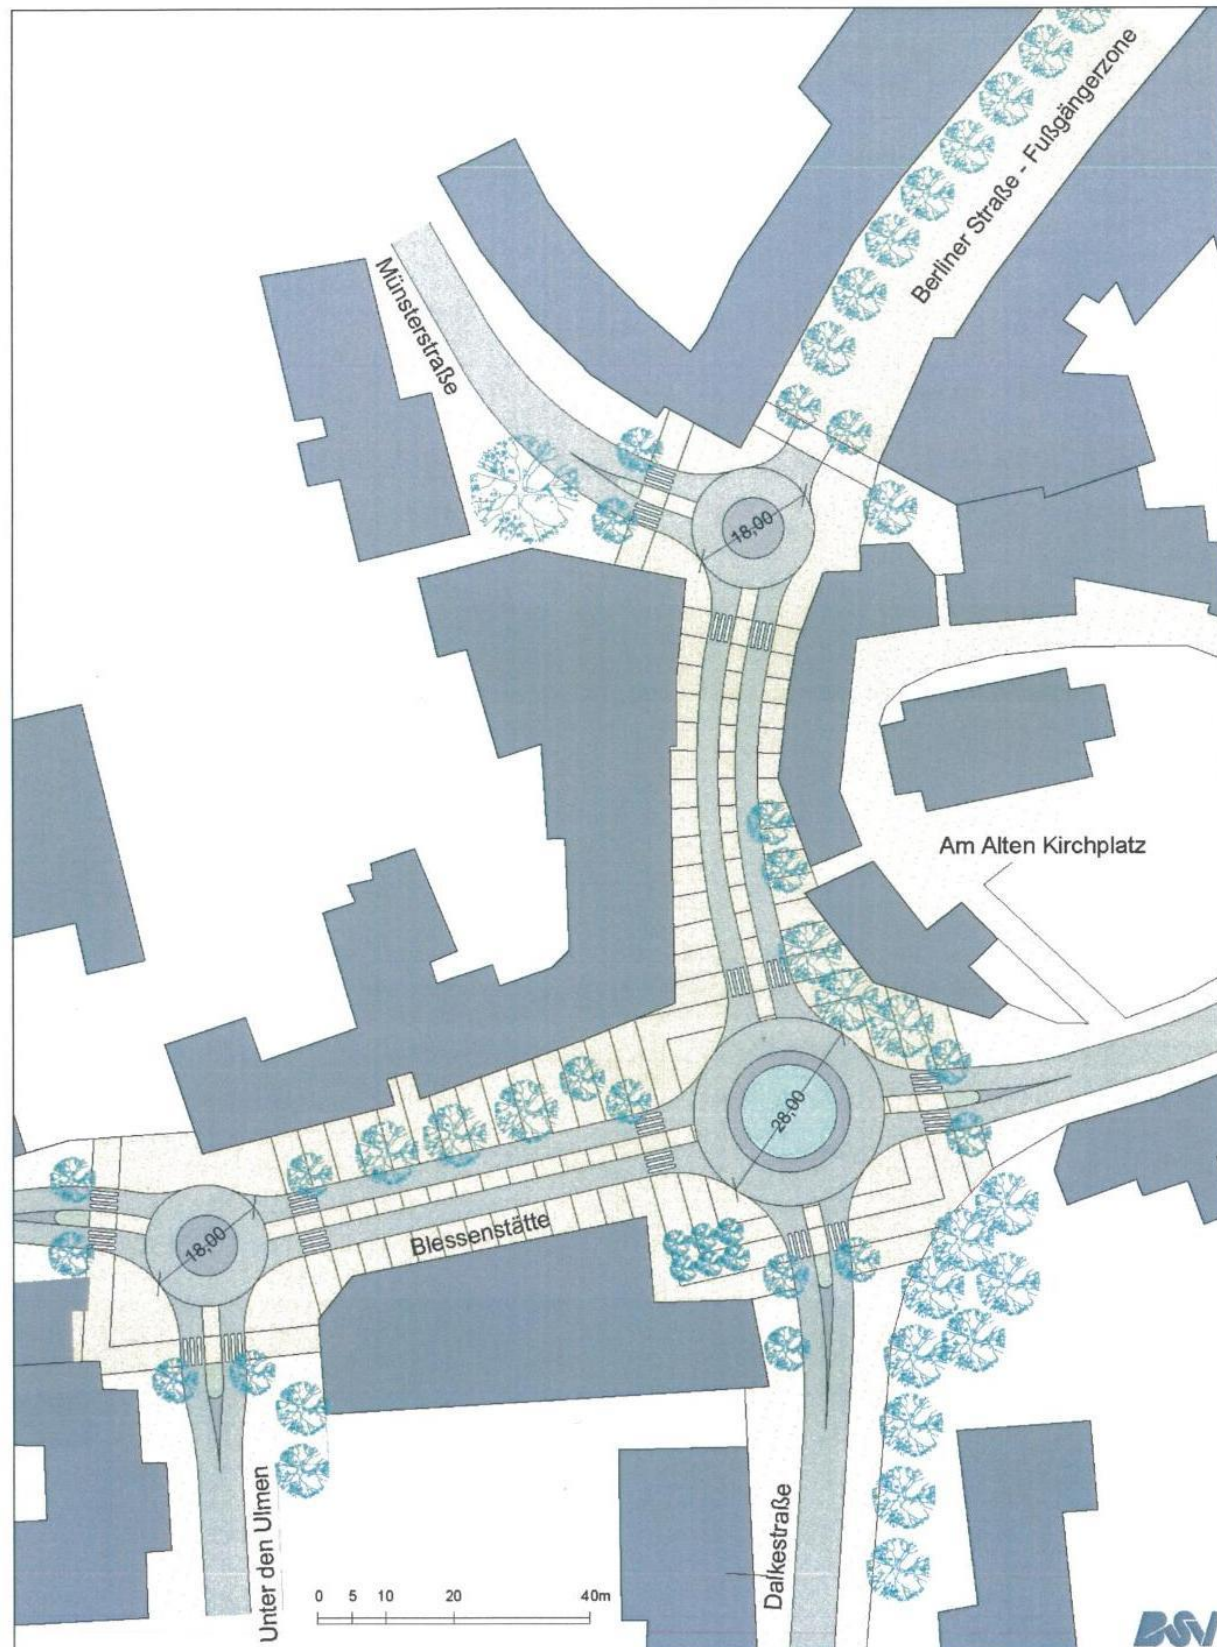 Berliner Straße - Fußgängerzone
Münsterstraße
18,00
Am Alten Kirchplatz
28,00
Blessenstätte
18,00
Unter den Ulmen
Dalkestraße
0 5 10 20 40m
BSV